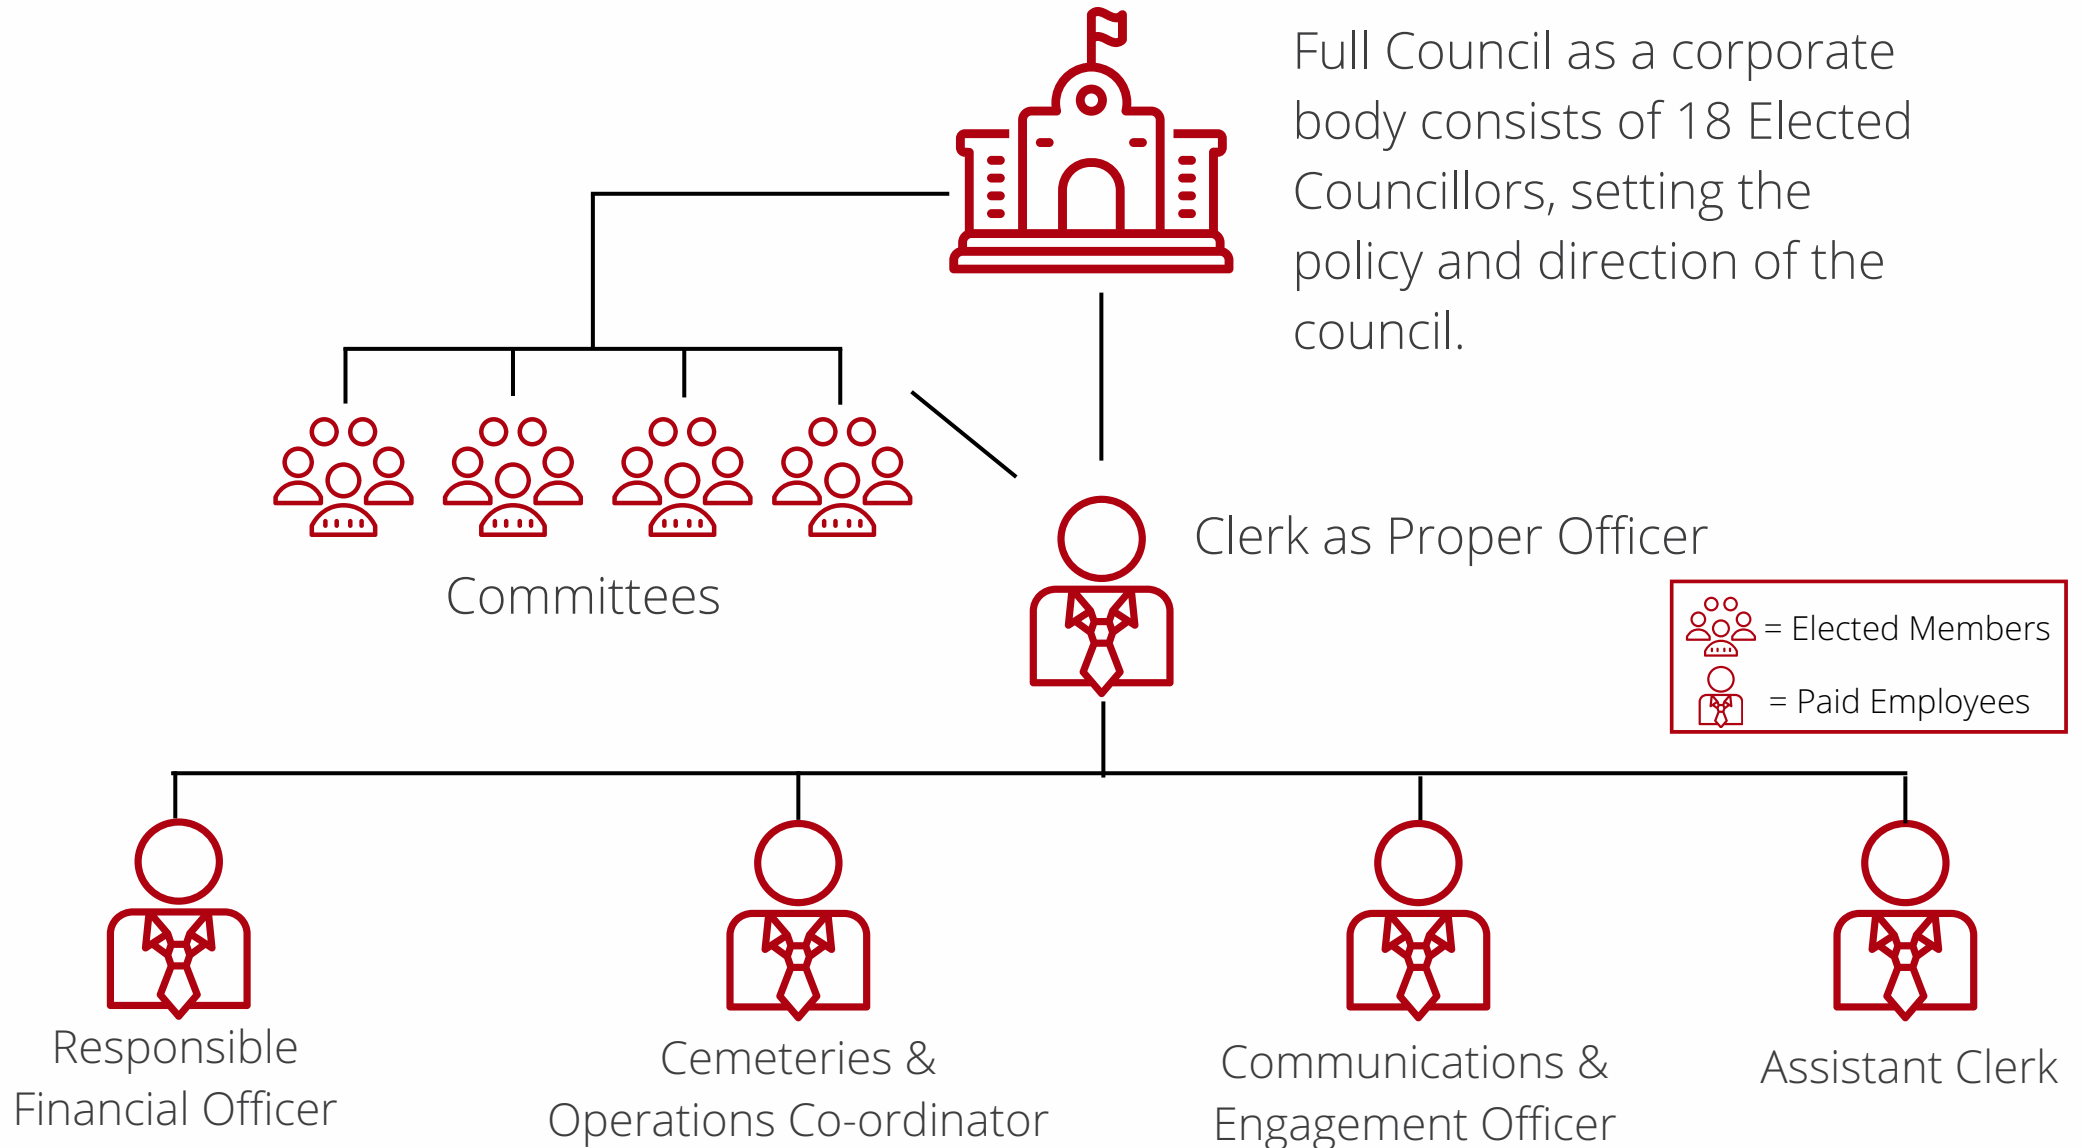 Full Council as a corporate
body consists of 18 Elected
Councillors, setting the
policy and direction of the
council.
Committees
Clerk as Proper Officer
= Elected Members
= Paid Employees
Responsible
Financial Officer
Cemeteries &
Operations Co-ordinator
Communications &
Engagement Officer
Assistant Clerk